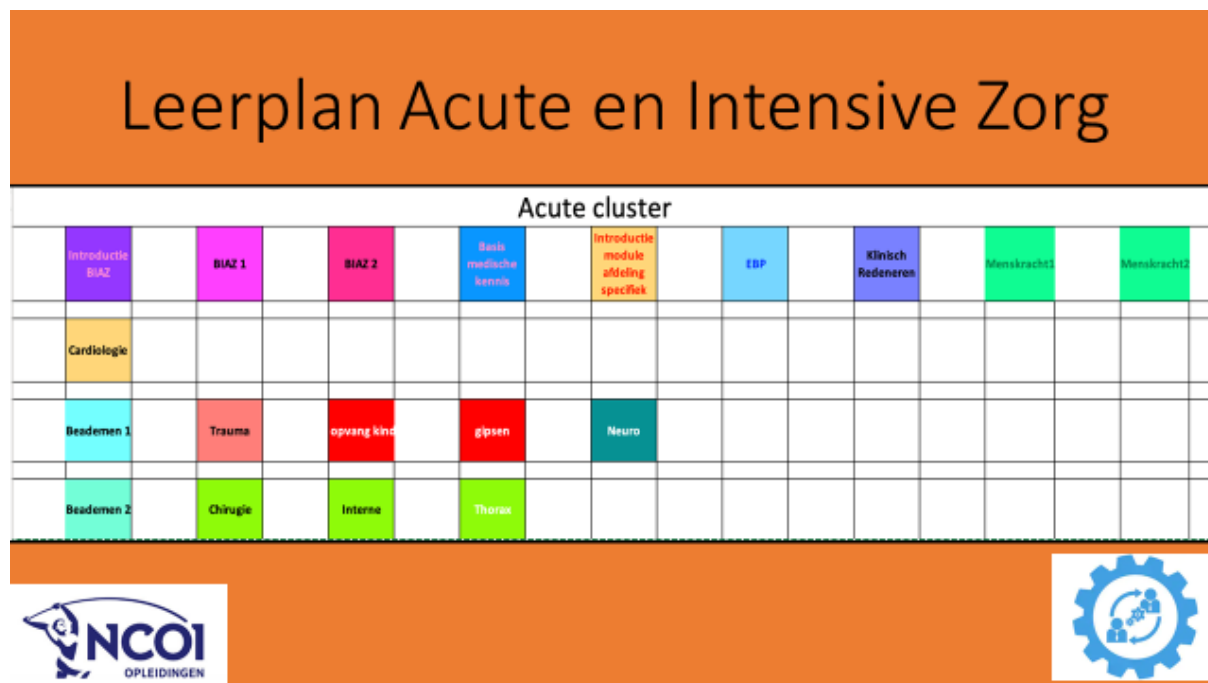 Leerplan Acute en Intensive Zorg
Acute cluster
Introductie
BIAZ
BIAZ 1
BIAZ 2
Basis
medische
kennis
Introductie
module
afdeling
specifiek
EBP
Klinisch
Redeneren
Menskracht1
Menskracht2
Cardiologie
Beademen 1
Trauma
opvang kind
gipsen
Neuro
Beademen 2
Chirugie
Interne
Thorax
NCOI
OPLEIDINGEN